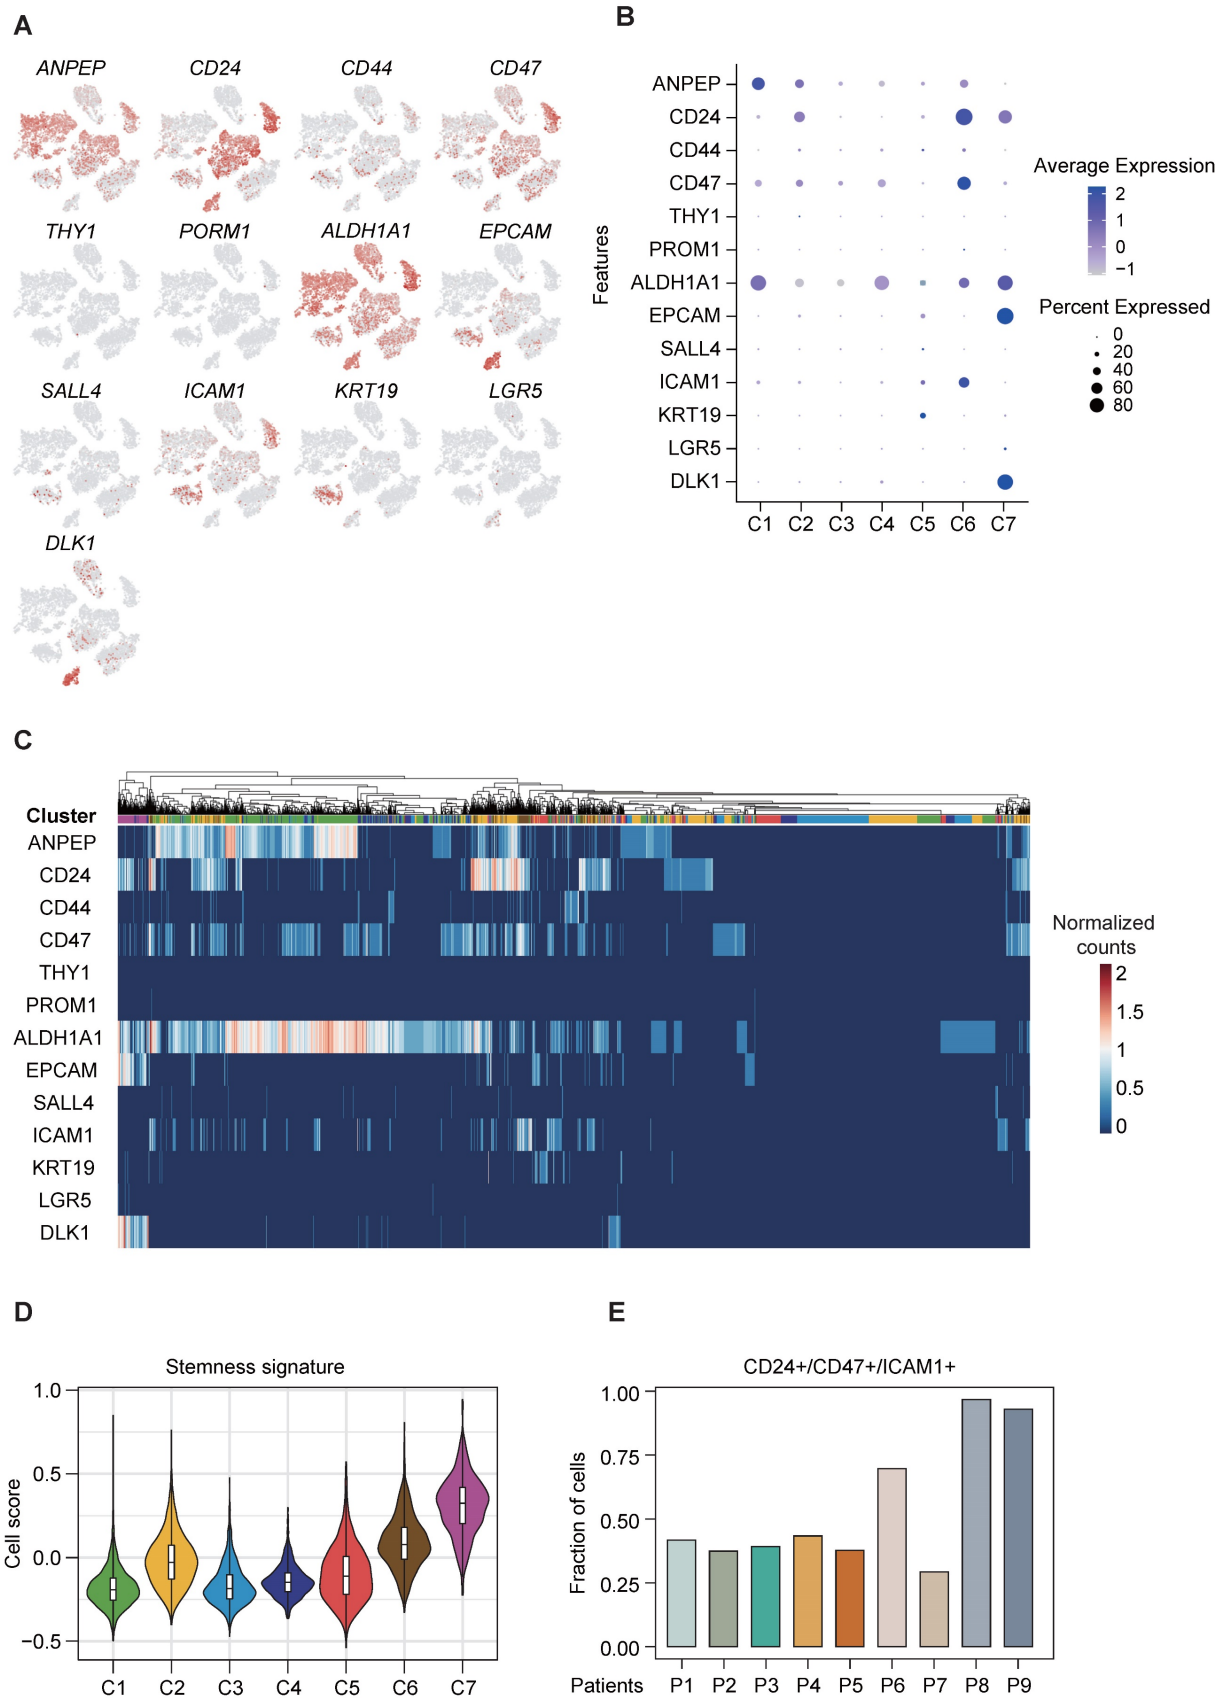 A
ANPEP CD24 CD44 CD47
THY1 PORM1 ALDH1A1 EPCAM
SALL4 ICAM1 KRT19 LGR5
DLK1
B
Features
ANPEP
CD24
CD44
CD47
THY1
PROM1
ALDH1A1
EPCAM
SALL4
ICAM1
KRT19
LGR5
DLK1
C1 C2 C3 C4 C5 C6 C7
Average Expression
2
1
0
−1
Percent Expressed
0
20
40
60
80
C
Cluster
ANPEP
CD24
CD44
CD47
THY1
PROM1
ALDH1A1
EPCAM
SALL4
ICAM1
KRT19
LGR5
DLK1
Normalized
counts
2
1.5
1
0.5
0
D
Stemness signature
Cell score
1.0
0.5
0.0
−0.5
C1 C2 C3 C4 C5 C6 C7
E
CD24+/CD47+/ICAM1+
Fraction of cells
1.00
0.75
0.50
0.25
0.00
Patients P1 P2 P3 P4 P5 P6 P7 P8 P9